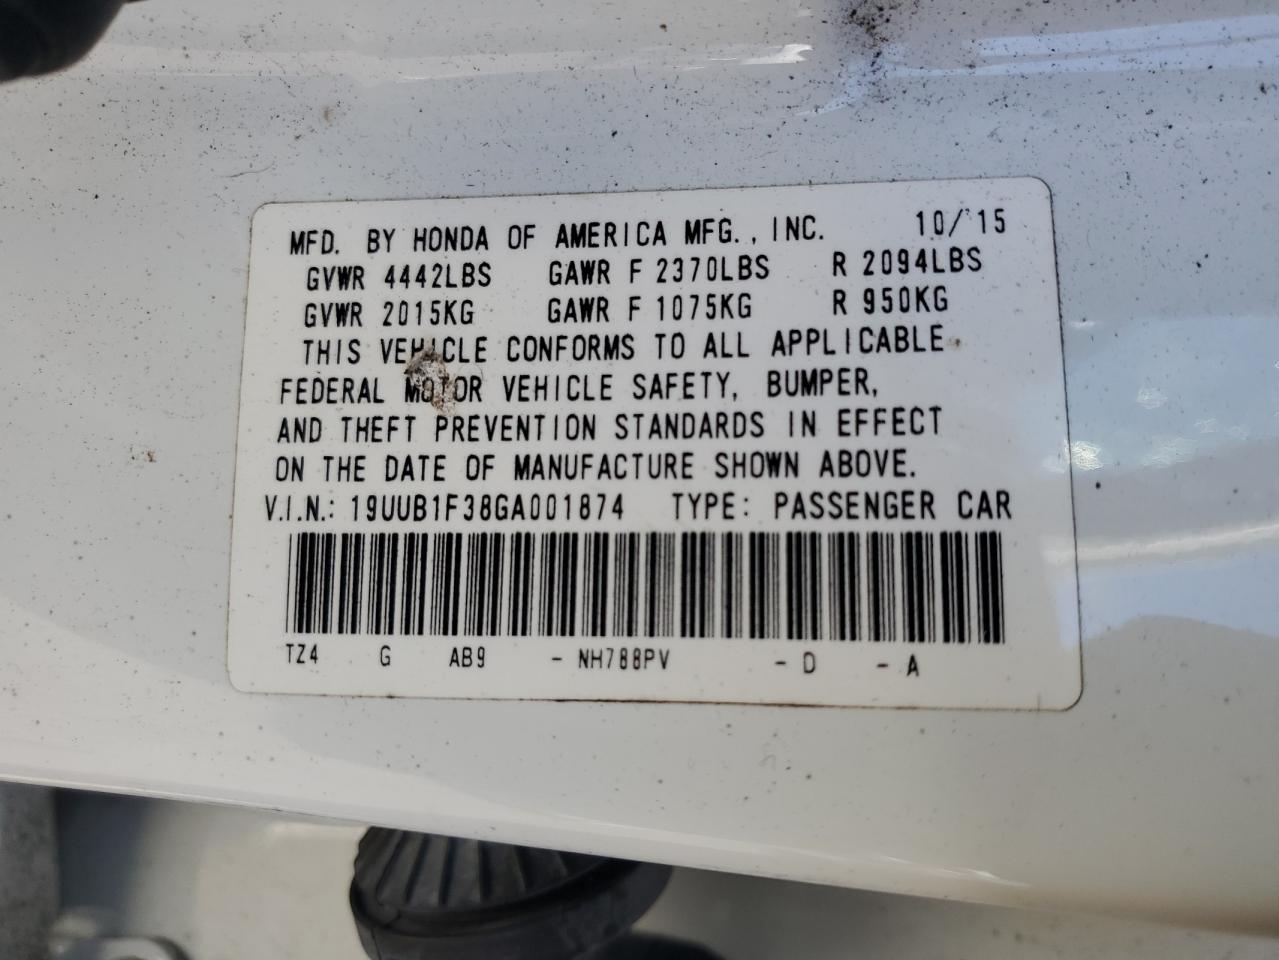 MFD. BY HONDA OF AMERICA MFG., INC. 10/15
GVWR 4442LBS GAWR F 2370LBS R 2094LBS
GVWR 2015KG GAWR F 1075KG R 950KG
THIS VEHICLE CONFORMS TO ALL APPLICABLE
FEDERAL MOTOR VEHICLE SAFETY, BUMPER,
AND THEFT PREVENTION STANDARDS IN EFFECT
ON THE DATE OF MANUFACTURE SHOWN ABOVE.
V.I.N.: 19UUB1F38GA001874 TYPE: PASSENGER CAR
TZ4 G AB9 - NH788PV - D - A